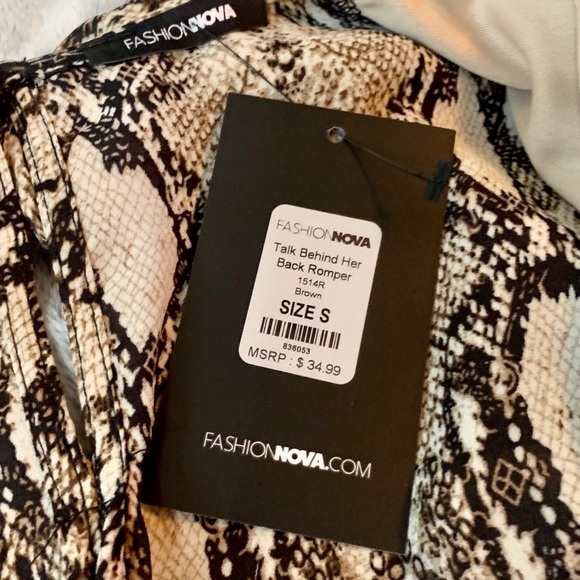 FASHIONNOVA
FASHIONNOVA
Talk Behind Her
Back Romper
1514R
Brown
SIZE S
836053
MSRP : $ 34.99
FASHIONNOVA.COM